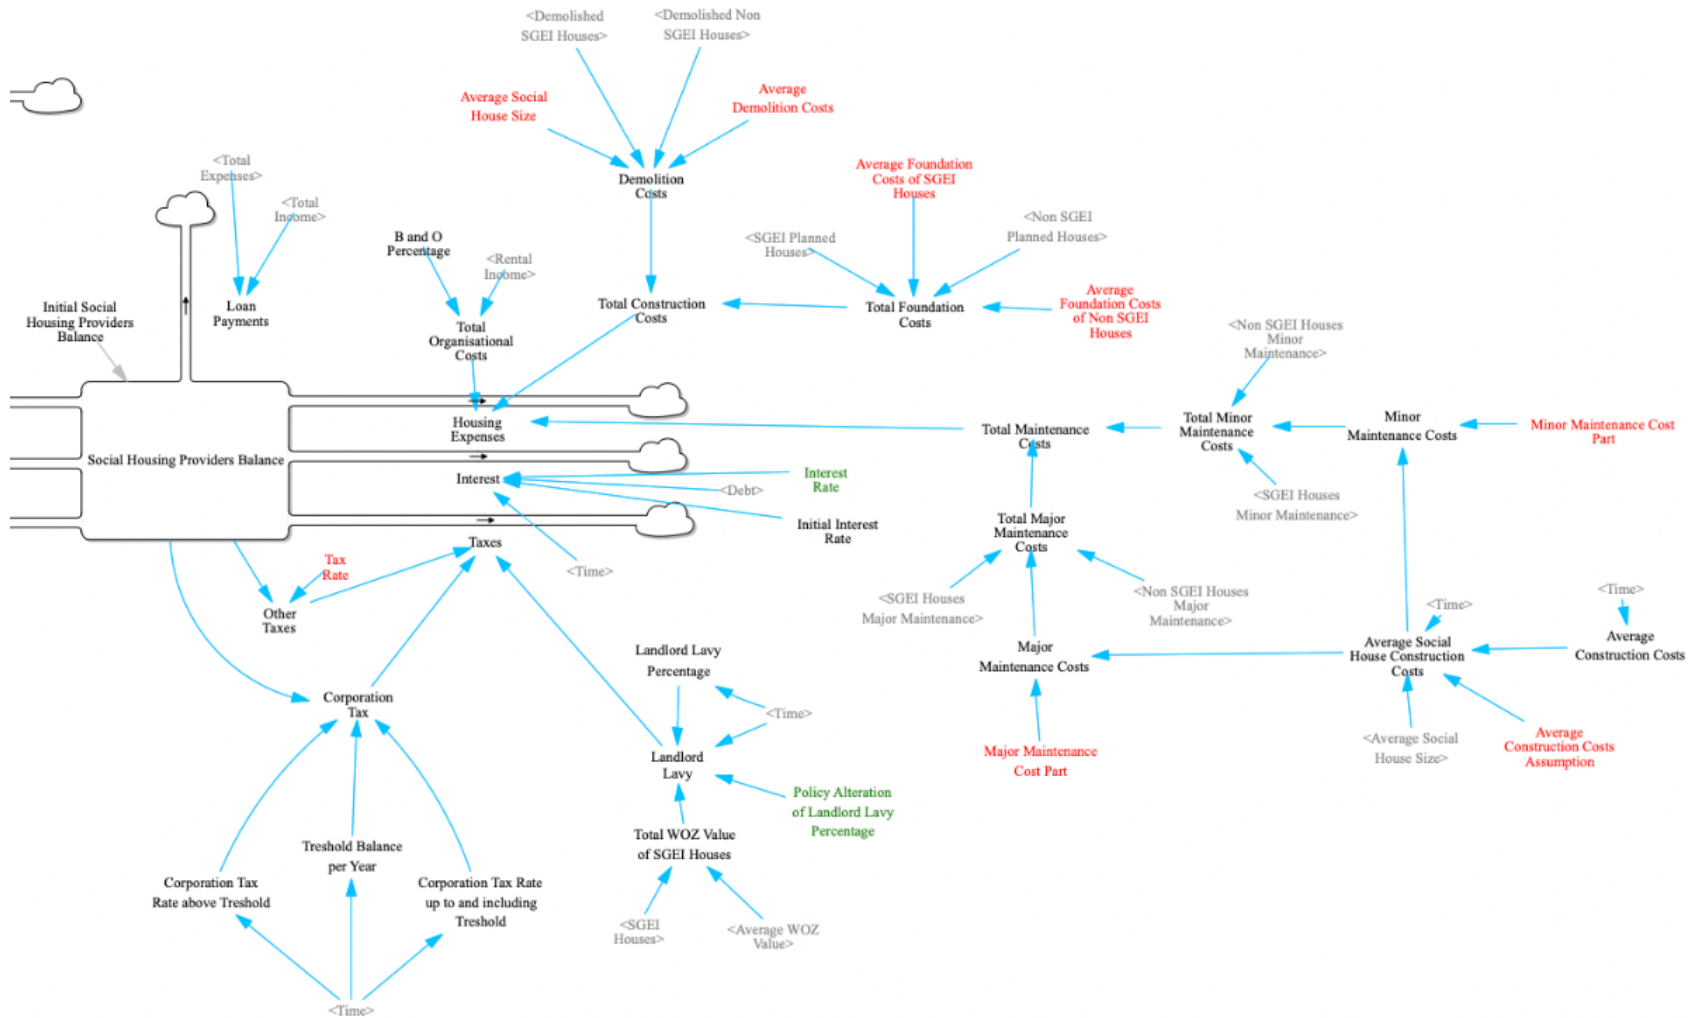 <Demolished
SGEI Houses>
<Demolished Non
SGEI Houses>
Average Social
House Size
Average
Demolition Costs
<Total
Expenses>
<Total
Income>
Demolition
Costs
Average Foundation
Costs of SGEI
Houses
B and O
Percentage
<Rental
Income>
<SGEI Planned
Houses>
<Non SGEI
Planned Houses>
Initial Social
Housing Providers
Balance
Loan
Payments
Total
Organisational
Costs
Total Construction
Costs
Total Foundation
Costs
Average
Foundation Costs
of Non SGEI
Houses
<Non SGEI Houses
Minor
Maintenance>
Housing
Expenses
Total Maintenance
Costs
Total Minor
Maintenance
Costs
Minor
Maintenance Costs
Minor Maintenance Cost
Part
Social Housing Providers Balance
Interest
<Debt>
Interest
Rate
Initial Interest
Rate
<SGEI Houses
Minor Maintenance>
Taxes
<Time>
Total Major
Maintenance
Costs
Tax
Rate
Other
Taxes
<SGEI Houses
Major Maintenance>
<Non SGEI Houses
Major
Maintenance>
<Time>
<Time>
Landlord Lavy
Percentage
Major
Maintenance Costs
Average Social
House Construction
Costs
Average
Construction Costs
Corporation
Tax
<Time>
Landlord
Lavy
Major Maintenance
Cost Part
<Average Social
House Size>
Average
Construction Costs
Assumption
Policy Alteration
of Landlord Lavy
Percentage
Treshold Balance
per Year
Total WOZ Value
of SGEI Houses
Corporation Tax
Rate above Treshold
Corporation Tax Rate
up to and including
Treshold
<SGEI
Houses>
<Average WOZ
Value>
<Time>